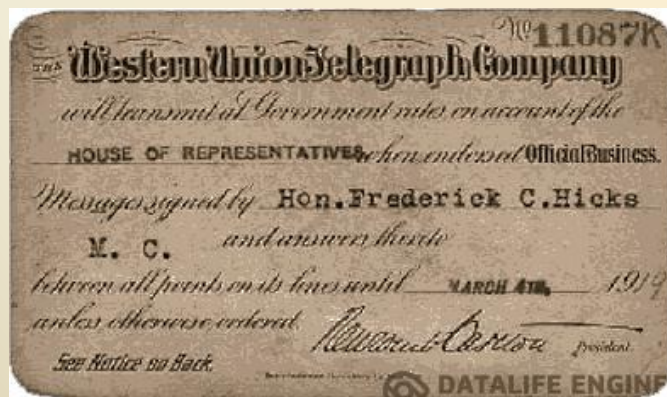 No 11087K
THE Western Union Telegraph Company
will transmit at Government rates on account of the
HOUSE OF REPRESENTATIVES when endorsed Official Business.
Messages signed by Hon. Frederick C. Hicks
M. C. and answers thereto
between all points on its lines until MARCH 4TH, 1919
unless otherwise ordered.
President.
See Notice on Back.
DATALIFE ENGINE